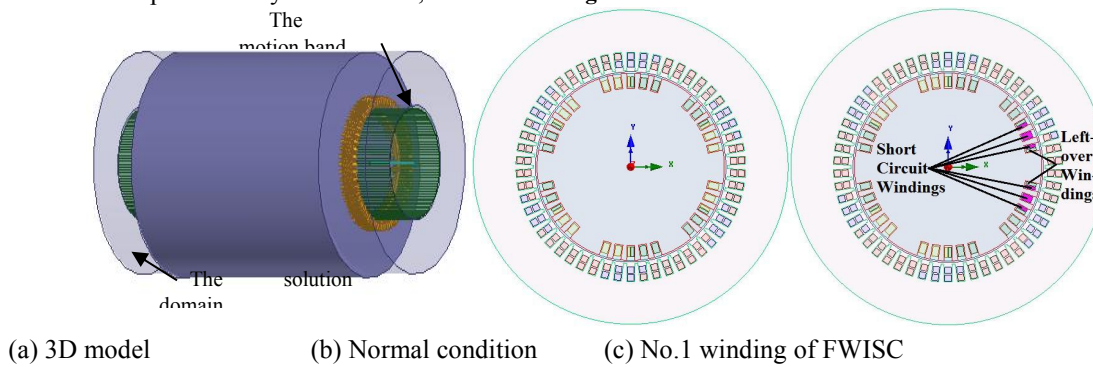 The
motion band
The solution
domain
Y
X
Y
X
Short
Circuit
Windings
Left-
over
Win-
dings
(a) 3D model (b) Normal condition (c) No.1 winding of FWISC